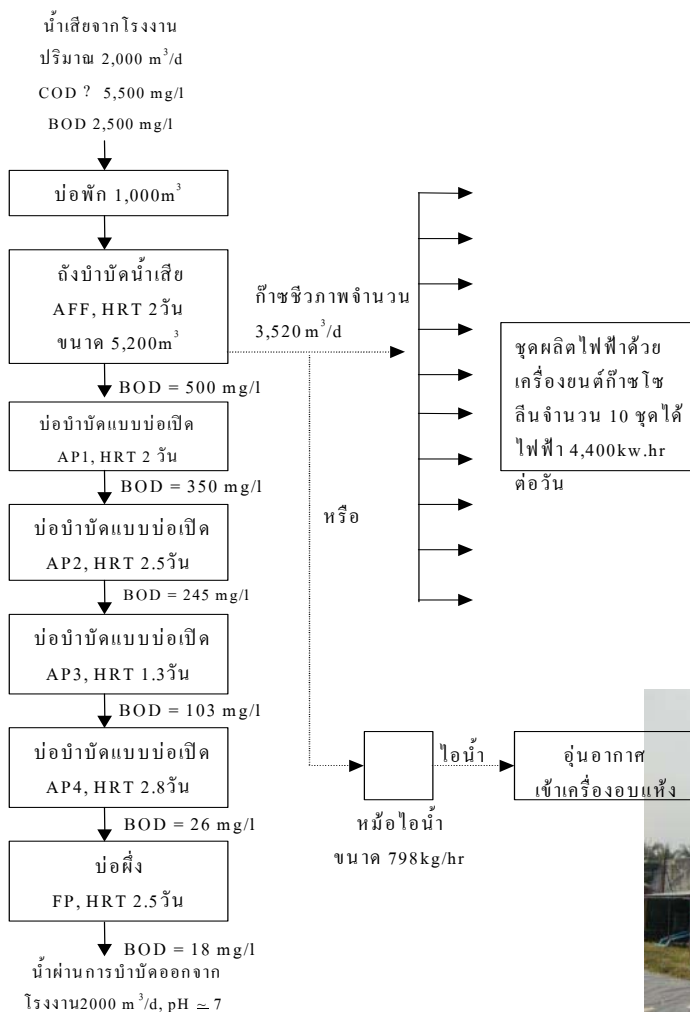 น้ำเสียจากโรงงาน
ปริมาณ 2,000 m³/d
COD ? 5,500 mg/l
BOD 2,500 mg/l
บ่อพัก 1,000m³
ถังบำบัดน้ำเสีย
AFF, HRT 2วัน
ขนาด 5,200m³
BOD = 500 mg/l
บ่อบำบัดแบบบ่อเปิด
AP1, HRT 2 วัน
BOD = 350 mg/l
บ่อบำบัดแบบบ่อเปิด
AP2, HRT 2.5วัน
BOD = 245 mg/l
บ่อบำบัดแบบบ่อเปิด
AP3, HRT 1.3วัน
BOD = 103 mg/l
บ่อบำบัดแบบบ่อเปิด
AP4, HRT 2.8วัน
BOD = 26 mg/l
บ่อผึ่ง
FP, HRT 2.5วัน
BOD = 18 mg/l
น้ำผ่านการบำบัดออกจาก
โรงงาน2000 m³/d, pH ≃ 7
ก๊าซชีวภาพจำนวน
3,520 m³/d
หรือ
ชุดผลิตไฟฟ้าด้วย
เครื่องยนต์ก๊าซโซ
ลีนจำนวน 10 ชุดได้
ไฟฟ้า 4,400kw.hr
ต่อวัน
ไอน้ำ
หม้อไอน้ำ
ขนาด 798kg/hr
อุ่นอากาศ
เข้าเครื่องอบแห้ง